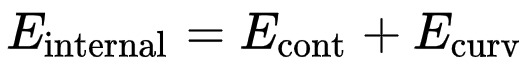 E_internal = E_cont + E_curv